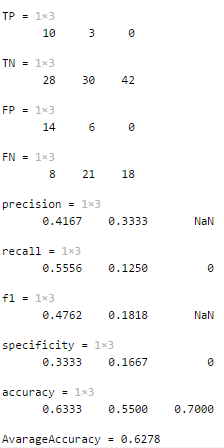 TP = 1×3
10 3 0
TN = 1×3
28 30 42
FP = 1×3
14 6 0
FN = 1×3
8 21 18
precision = 1×3
0.4167 0.3333 NaN
recall = 1×3
0.5556 0.1250 0
f1 = 1×3
0.4762 0.1818 NaN
specificity = 1×3
0.3333 0.1667 0
accuracy = 1×3
0.6333 0.5500 0.7000
AvarageAccuracy = 0.6278